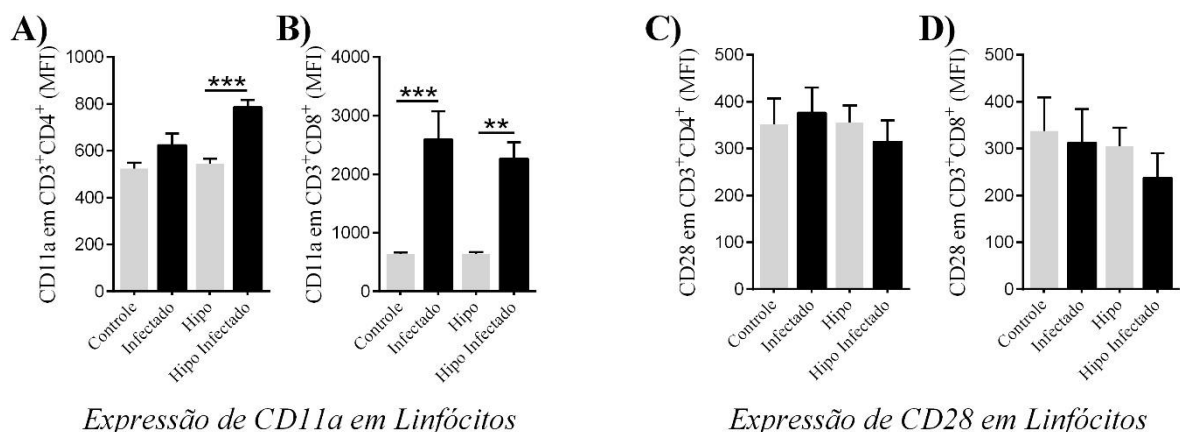 A)
CD11a em CD3⁺CD4⁺ (MFI)
1000
800
600
400
200
0
***
Controle
Infectado
Hipo
Hipo Infectado
B)
CD11a em CD3⁺CD8⁺ (MFI)
4000
3000
2000
1000
0
***
**
Controle
Infectado
Hipo
Hipo Infectado
Expressão de CD11a em Linfócitos
C)
CD28 em CD3⁺CD4⁺ (MFI)
500
400
300
200
100
0
Controle
Infectado
Hipo
Hipo Infectado
D)
CD28 em CD3⁺CD8⁺ (MFI)
500
400
300
200
100
0
Controle
Infectado
Hipo
Hipo Infectado
Expressão de CD28 em Linfócitos